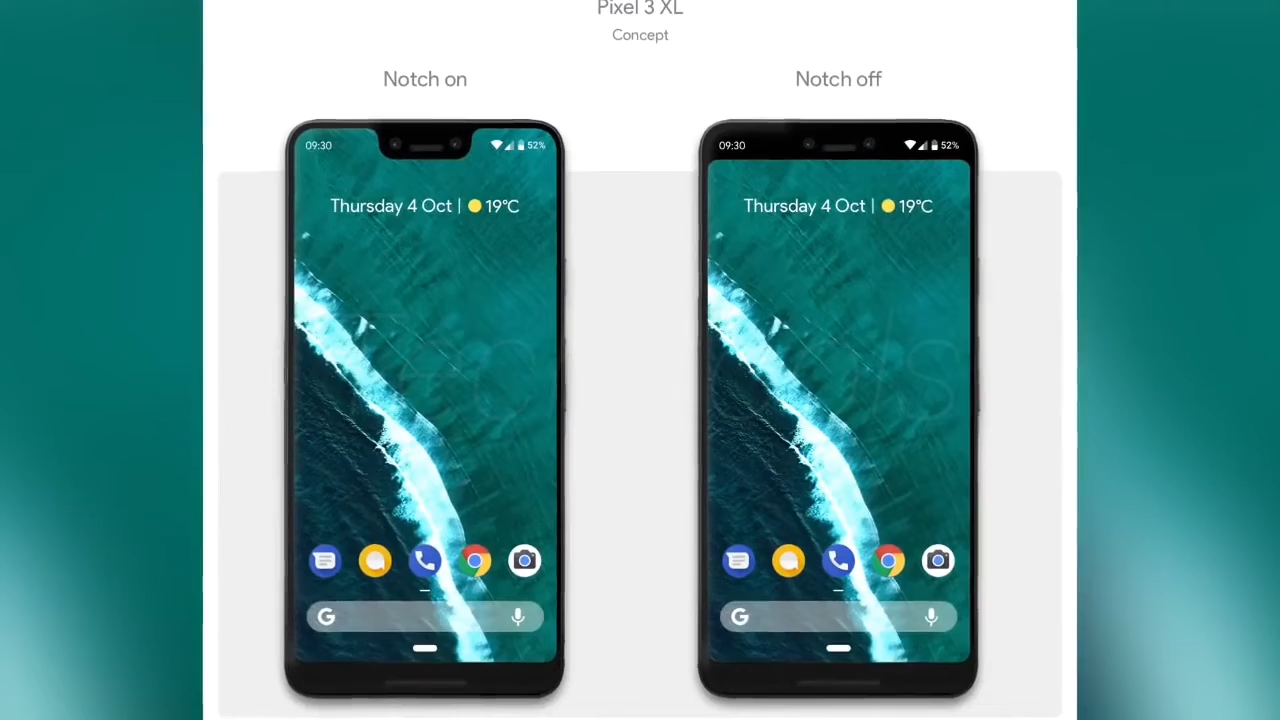 Pixel 3 XL
Concept
Notch on
Notch off
09:30
52%
09:30
52%
Thursday 4 Oct | 19°C
Thursday 4 Oct | 19°C
G
G